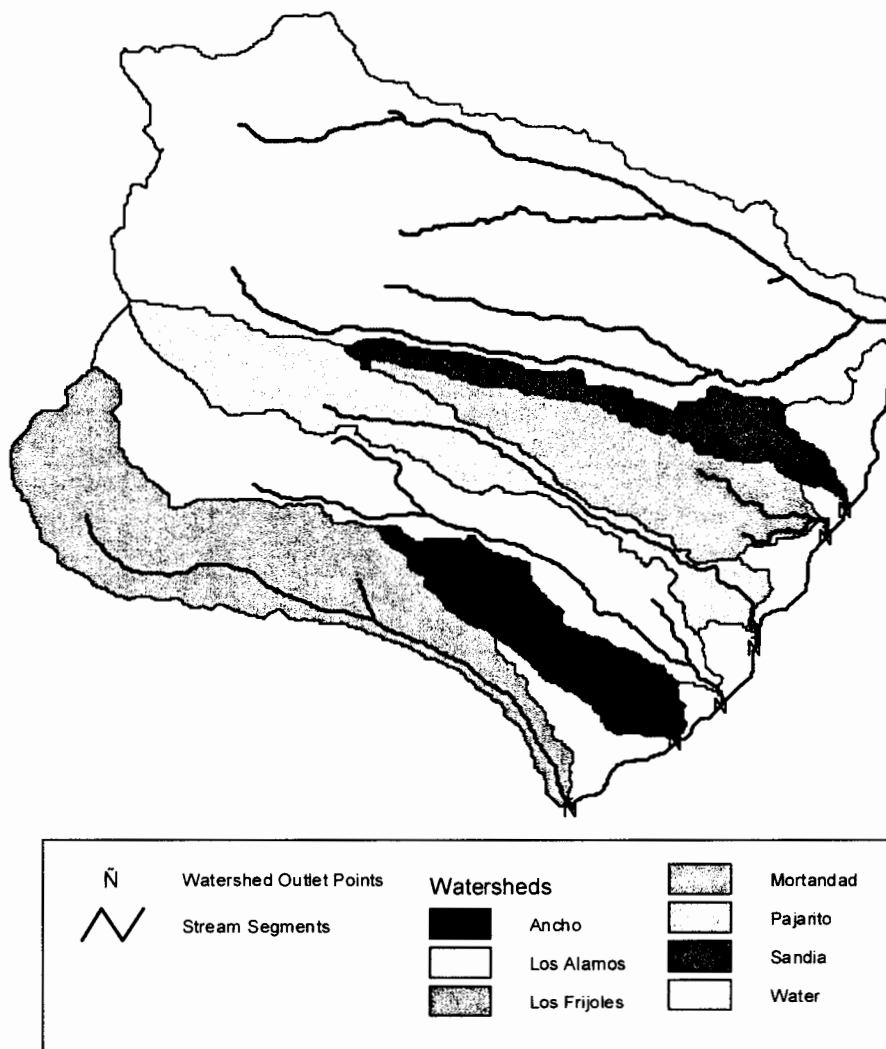 Ñ
Ñ
Ñ
Ñ
Ñ
Ñ
Ñ Watershed Outlet Points
Stream Segments
Watersheds
Ancho
Los Alamos
Los Frijoles
Mortandad
Pajarito
Sandia
Water